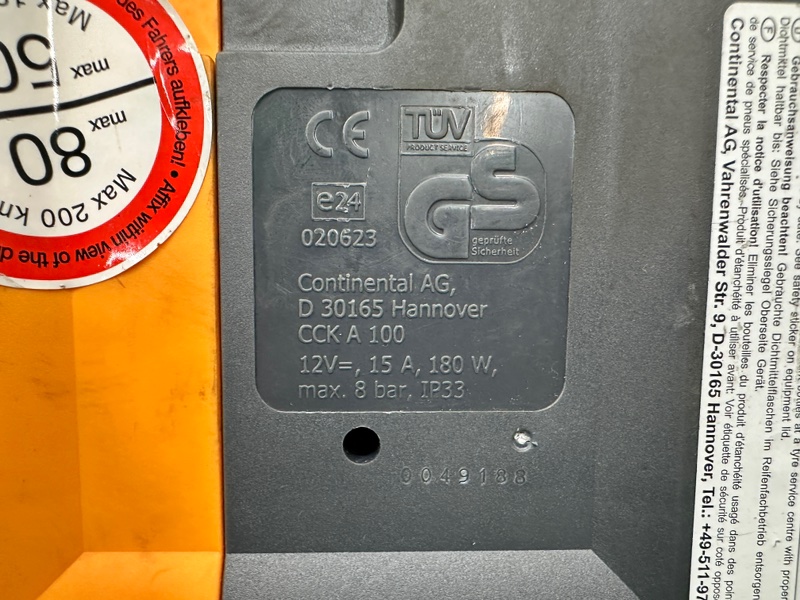 des Fahrers aufkleben! • Affix within view of the
max
50
80
max
Max 200 km
CE
TÜV
PRODUCT SERVICE
GS
geprüfte
Sicherheit
e24
020623
Continental AG,
D 30165 Hannover
CCK A 100
12V=, 15 A, 180 W,
max. 8 bar, IP33
0049188
Gebrauchsanweisung beachten! Gebrauchte Dichtmittelflaschen im Reifenfachbetrieb entsorgen
Dichtmittel haltbar bis: Siehe Sicherungssiegel Oberseite Gerät.
F Respecter la notice d'utilisation! Eliminer les bouteilles du produit d'étanchéité usagé dans des
de service de pneus spécialisés. Produit d'étanchéité à utiliser avant: Voir étiquette de sécurité sur coté
Continental AG, Vahrenwalder Str. 9, D-30165 Hannover, Tel.: +49-511-97